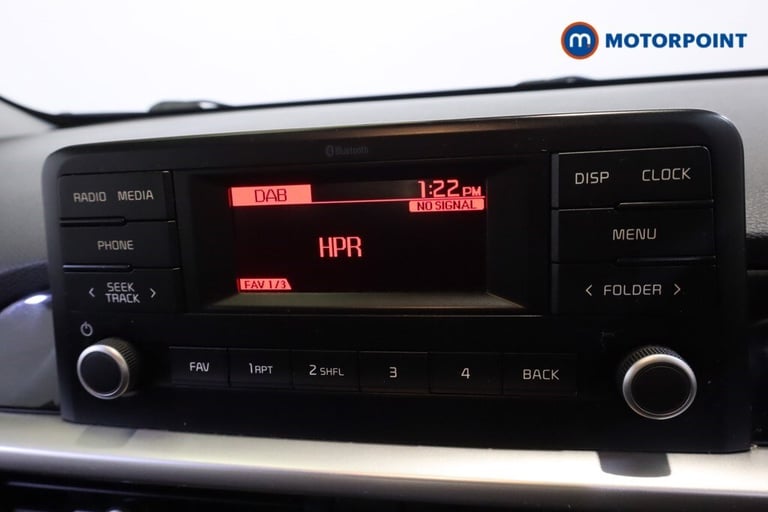 m MOTORPOINT
Bluetooth
RADIO MEDIA
PHONE
< SEEK TRACK >
DAB
1:22 PM
NO SIGNAL
HPR
FAV 1/3
DISP CLOCK
MENU
< FOLDER >
FAV 1 RPT 2 SHFL 3 4 BACK